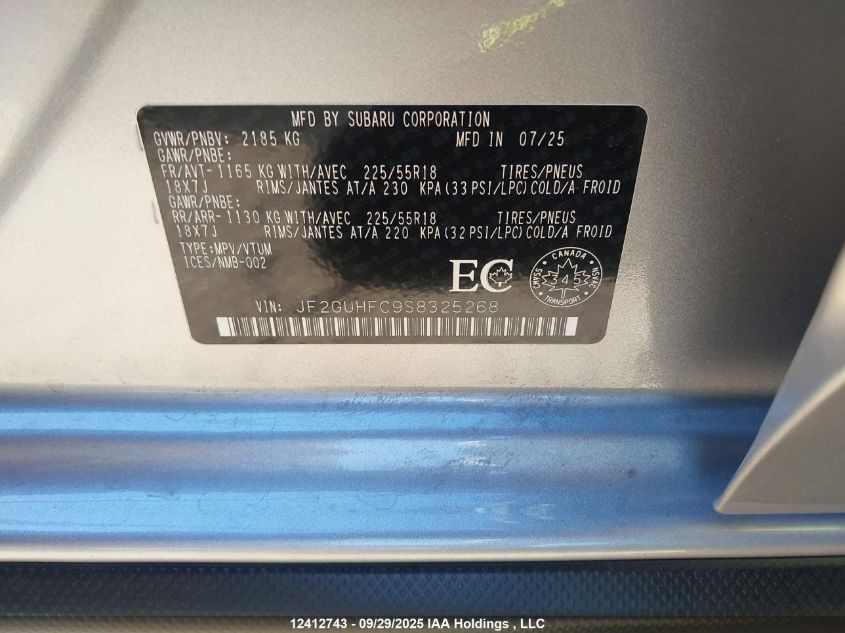 MFD BY SUBARU CORPORATION
GVWR/PNBV: 2185 KG MFD IN 07/25
GAWR/PNBE:
FR/AVT- 1165 KG WITH/AVEC 225/55R18 TIRES/PNEUS
18X7J RIMS/JANTES AT/A 230 KPA(33 PSI/LPC)COLD/A FROID
GAWR/PNBE:
RR/ARR- 1130 KG WITH/AVEC 225/55R18 TIRES/PNEUS
18X7J RIMS/JANTES AT/A 220 KPA(32 PSI/LPC)COLD/A FROID
TYPE:MPV/VTUM
ICES/NMB-002
EC
CANADA
CMVSS 345 NSVAC
TRANSPORT
VIN: JF2GUHFC9S8325268
12412743 - 09/29/2025 IAA Holdings , LLC